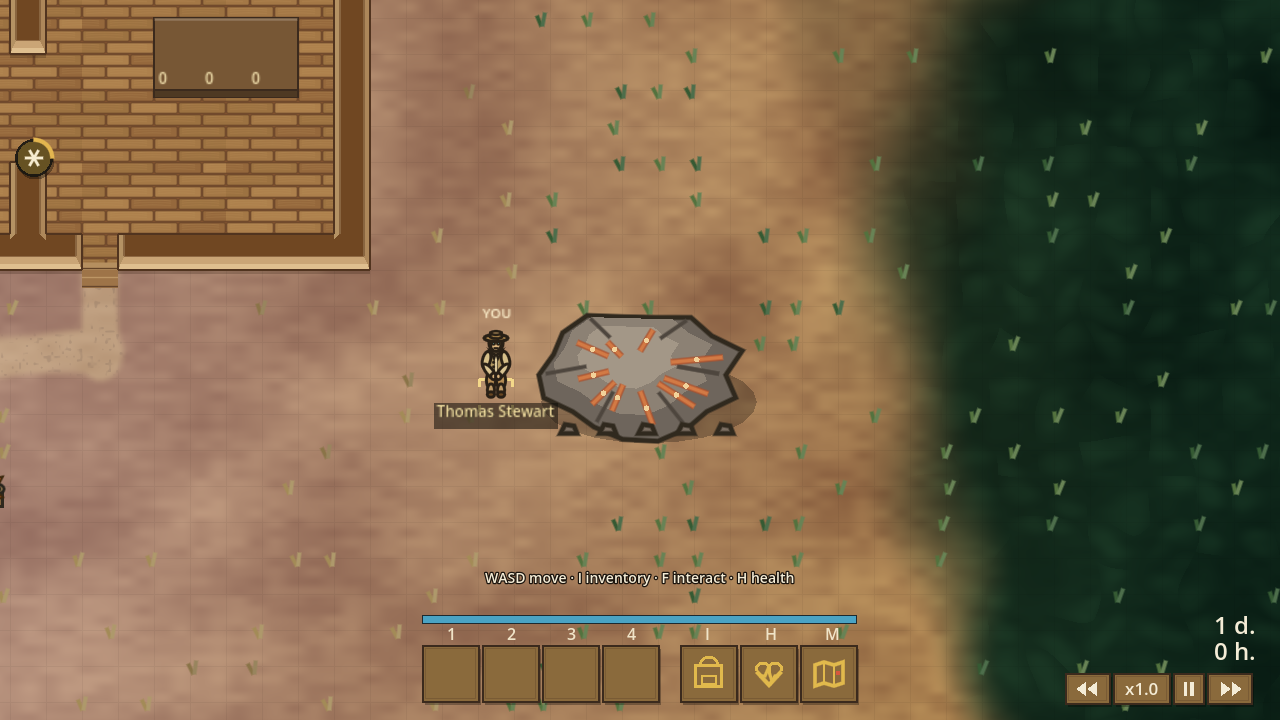 0 0 0
YOU
Thomas Stewart
WASD move · I inventory · F interact · H health
1 2 3 4 I H M
1 d.
0 h.
x1.0